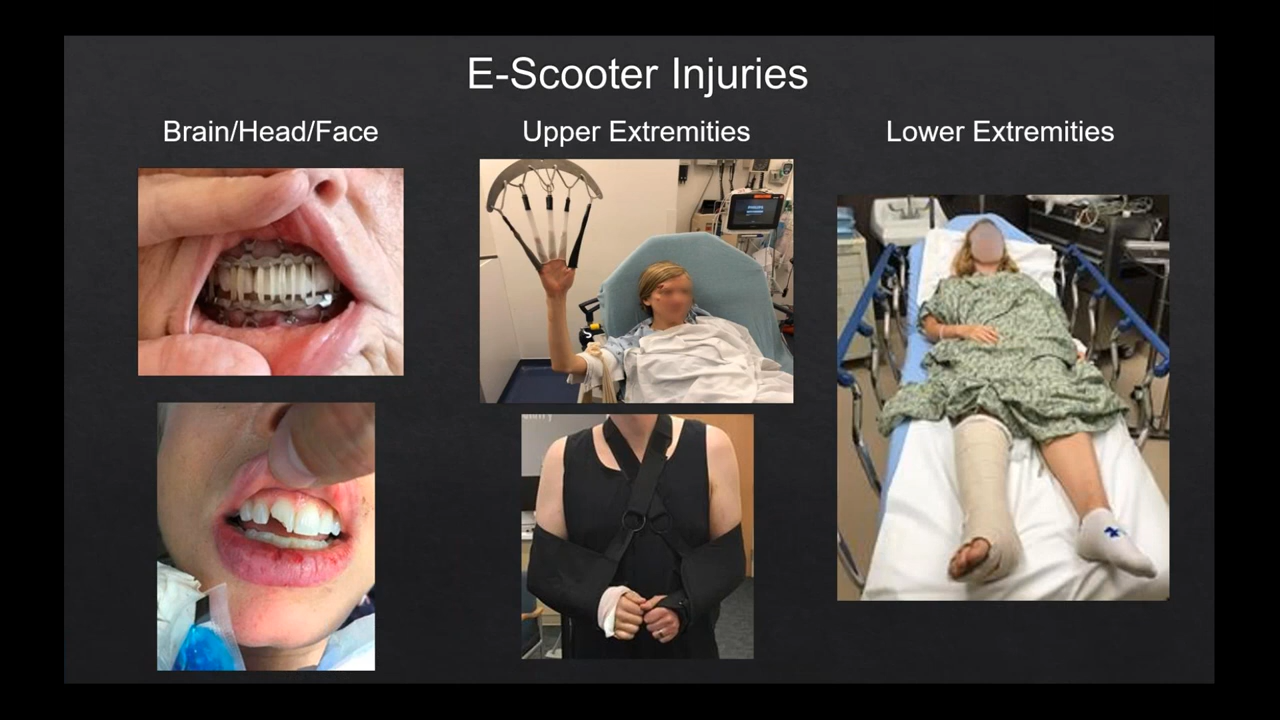 E-Scooter Injuries
Brain/Head/Face
Upper Extremities
Lower Extremities